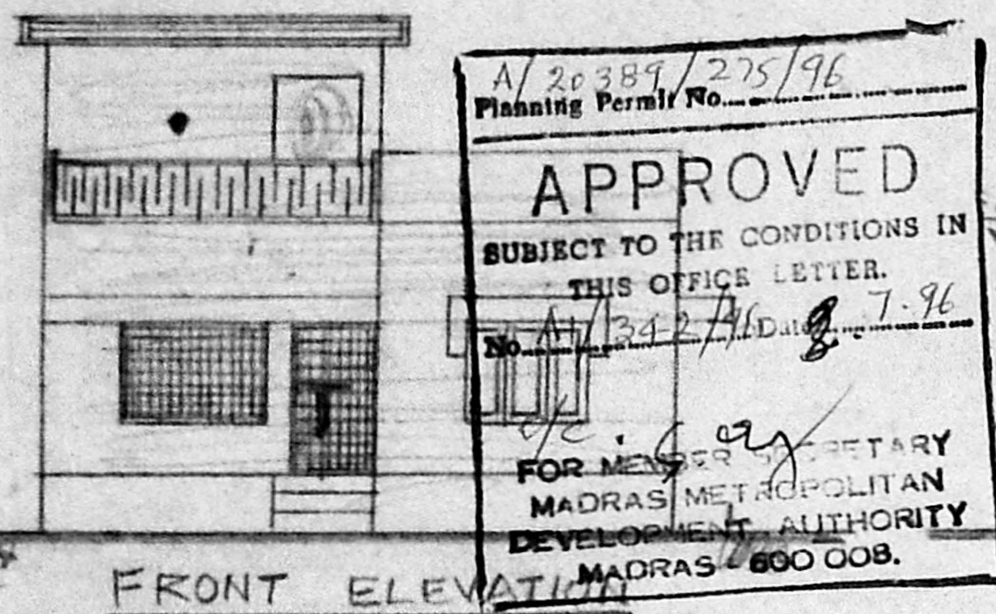 A/20389/275/96
Planning Permit No.
APPROVED
SUBJECT TO THE CONDITIONS IN
THIS OFFICE LETTER.
No. Date 7.96
FOR MEMBER SECRETARY
MADRAS METROPOLITAN
DEVELOPMENT AUTHORITY
MADRAS - 600 008.
FRONT ELEVATION